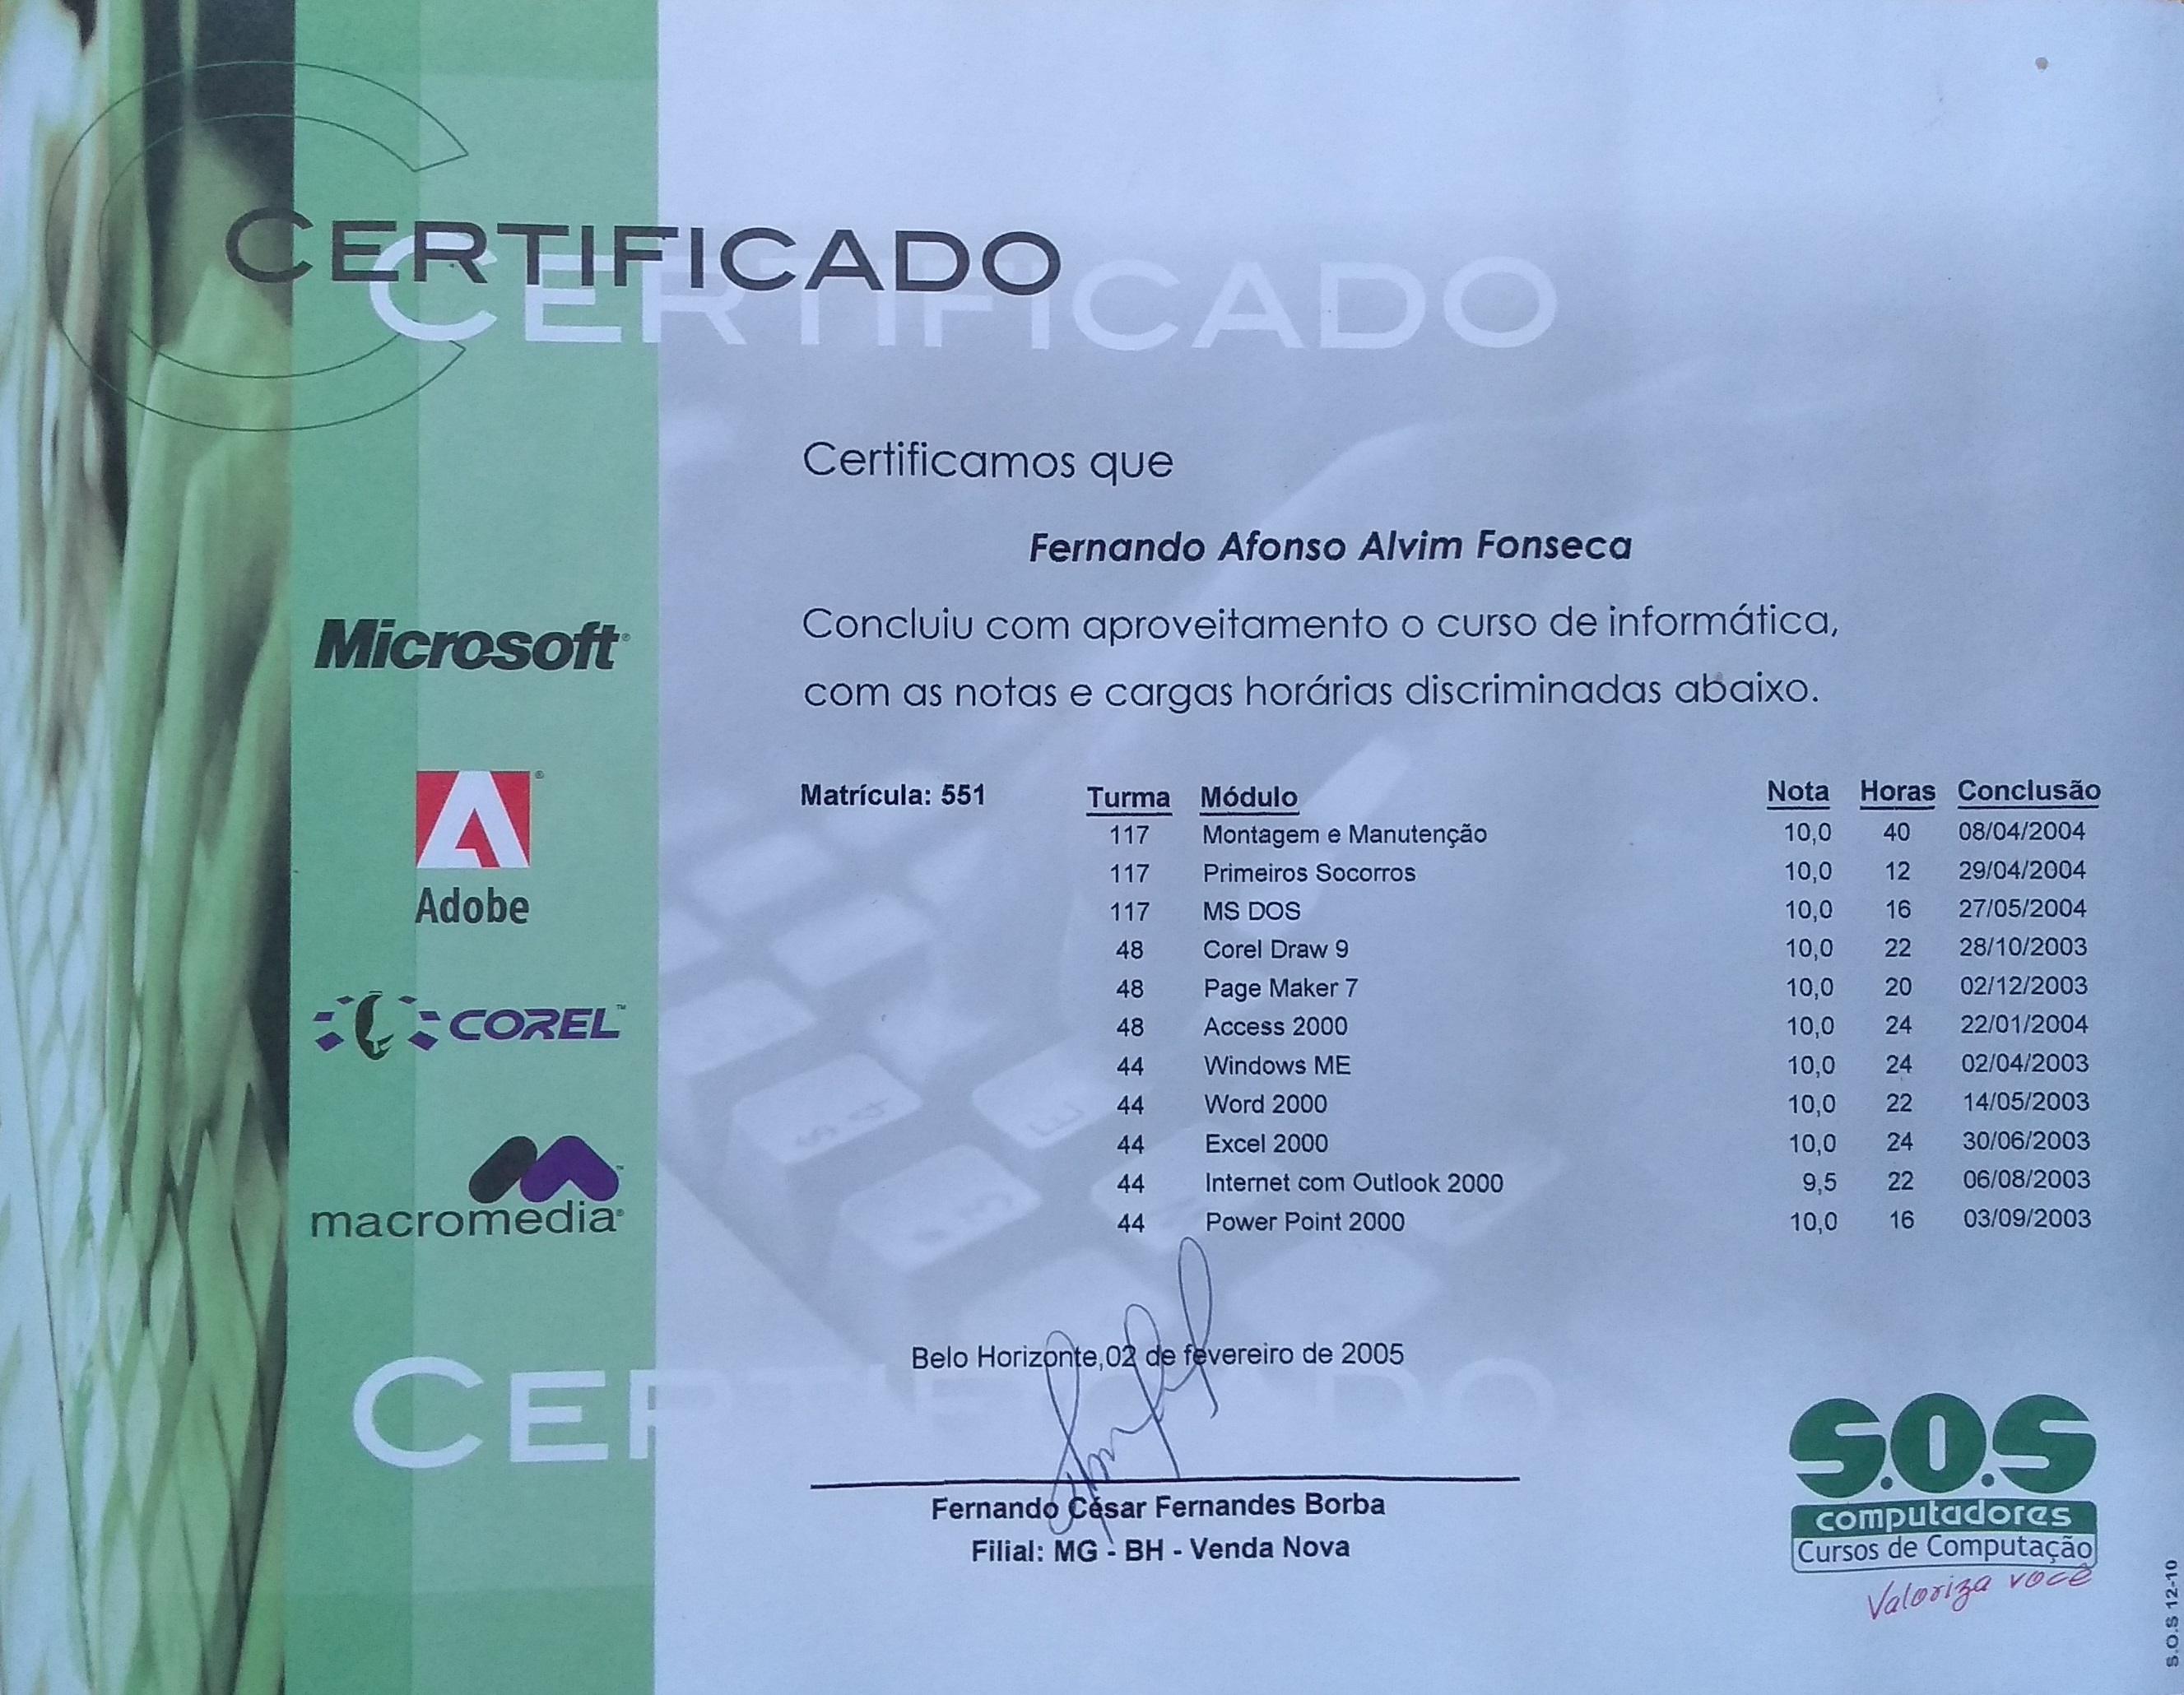 CERTIFICADO
CERTIFICADO
Certificamos que
Fernando Afonso Alvim Fonseca
Concluiu com aproveitamento o curso de informática,
com as notas e cargas horárias discriminadas abaixo.
Microsoft®
Adobe
COREL™
macromedia®
Matrícula: 551
Turma Módulo Nota Horas Conclusão
117 Montagem e Manutenção 10,0 40 08/04/2004
117 Primeiros Socorros 10,0 12 29/04/2004
117 MS DOS 10,0 16 27/05/2004
48 Corel Draw 9 10,0 22 28/10/2003
48 Page Maker 7 10,0 20 02/12/2003
48 Access 2000 10,0 24 22/01/2004
44 Windows ME 10,0 24 02/04/2003
44 Word 2000 10,0 22 14/05/2003
44 Excel 2000 10,0 24 30/06/2003
44 Internet com Outlook 2000 9,5 22 06/08/2003
44 Power Point 2000 10,0 16 03/09/2003
Belo Horizonte,02 de fevereiro de 2005
CERTIFICADO
Fernando César Fernandes Borba
Filial: MG - BH - Venda Nova
S.O.S
computadores
Cursos de Computação
Valoriza você
S.O.S 12-10